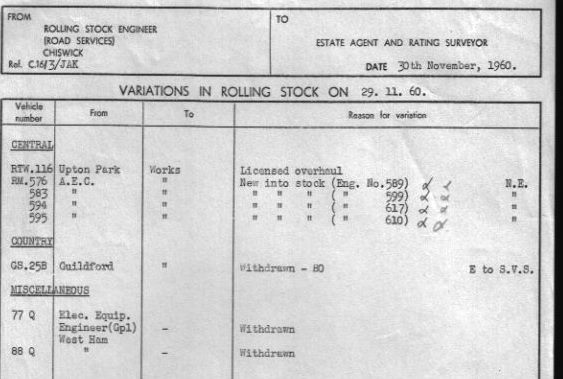 FROM
ROLLING STOCK ENGINEER
(ROAD SERVICES)
CHISWICK
Ref. C.16/3/JAK
TO
ESTATE AGENT AND RATING SURVEYOR
DATE 30th November, 1960.
VARIATIONS IN ROLLING STOCK ON 29. 11. 60.
Vehicle number From To Reason for variation
CENTRAL
RTW.116 Upton Park Works Licensed overhaul
RM.576 A.E.C. " New into stock (Eng. No.589) N.E.
583 " " " " " ( " 599) "
594 " " " " " ( " 617) "
595 " " " " " ( " 610) "
COUNTRY
GS.25B Guildford " Withdrawn - BO E to S.V.S.
MISCELLANEOUS
77 Q Elec. Equip.
Engineer(Gpl) - Withdrawn
West Ham
88 Q " - Withdrawn